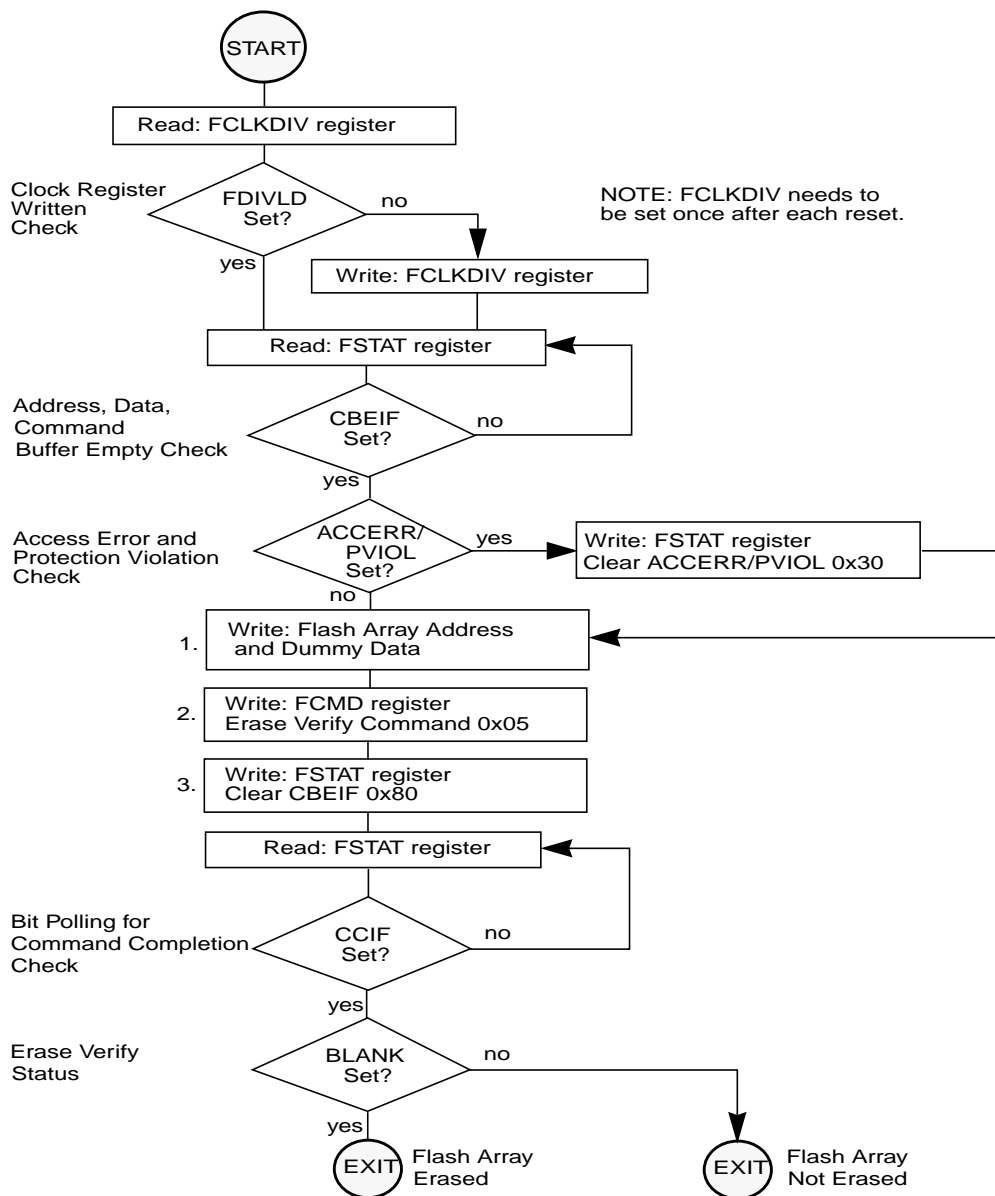 START
Read: FCLKDIV register
Clock Register
Written
Check
FDIVLD
Set?
no
NOTE: FCLKDIV needs to
be set once after each reset.
yes
Write: FCLKDIV register
Read: FSTAT register
Address, Data,
Command
Buffer Empty Check
CBEIF
Set?
no
yes
Access Error and
Protection Violation
Check
ACCERR/
PVIOL
Set?
yes
Write: FSTAT register
Clear ACCERR/PVIOL 0x30
no
1.
Write: Flash Array Address
and Dummy Data
2.
Write: FCMD register
Erase Verify Command 0x05
3.
Write: FSTAT register
Clear CBEIF 0x80
Read: FSTAT register
Bit Polling for
Command Completion
Check
CCIF
Set?
no
yes
Erase Verify
Status
BLANK
Set?
no
yes
EXIT
Flash Array
Erased
EXIT
Flash Array
Not Erased